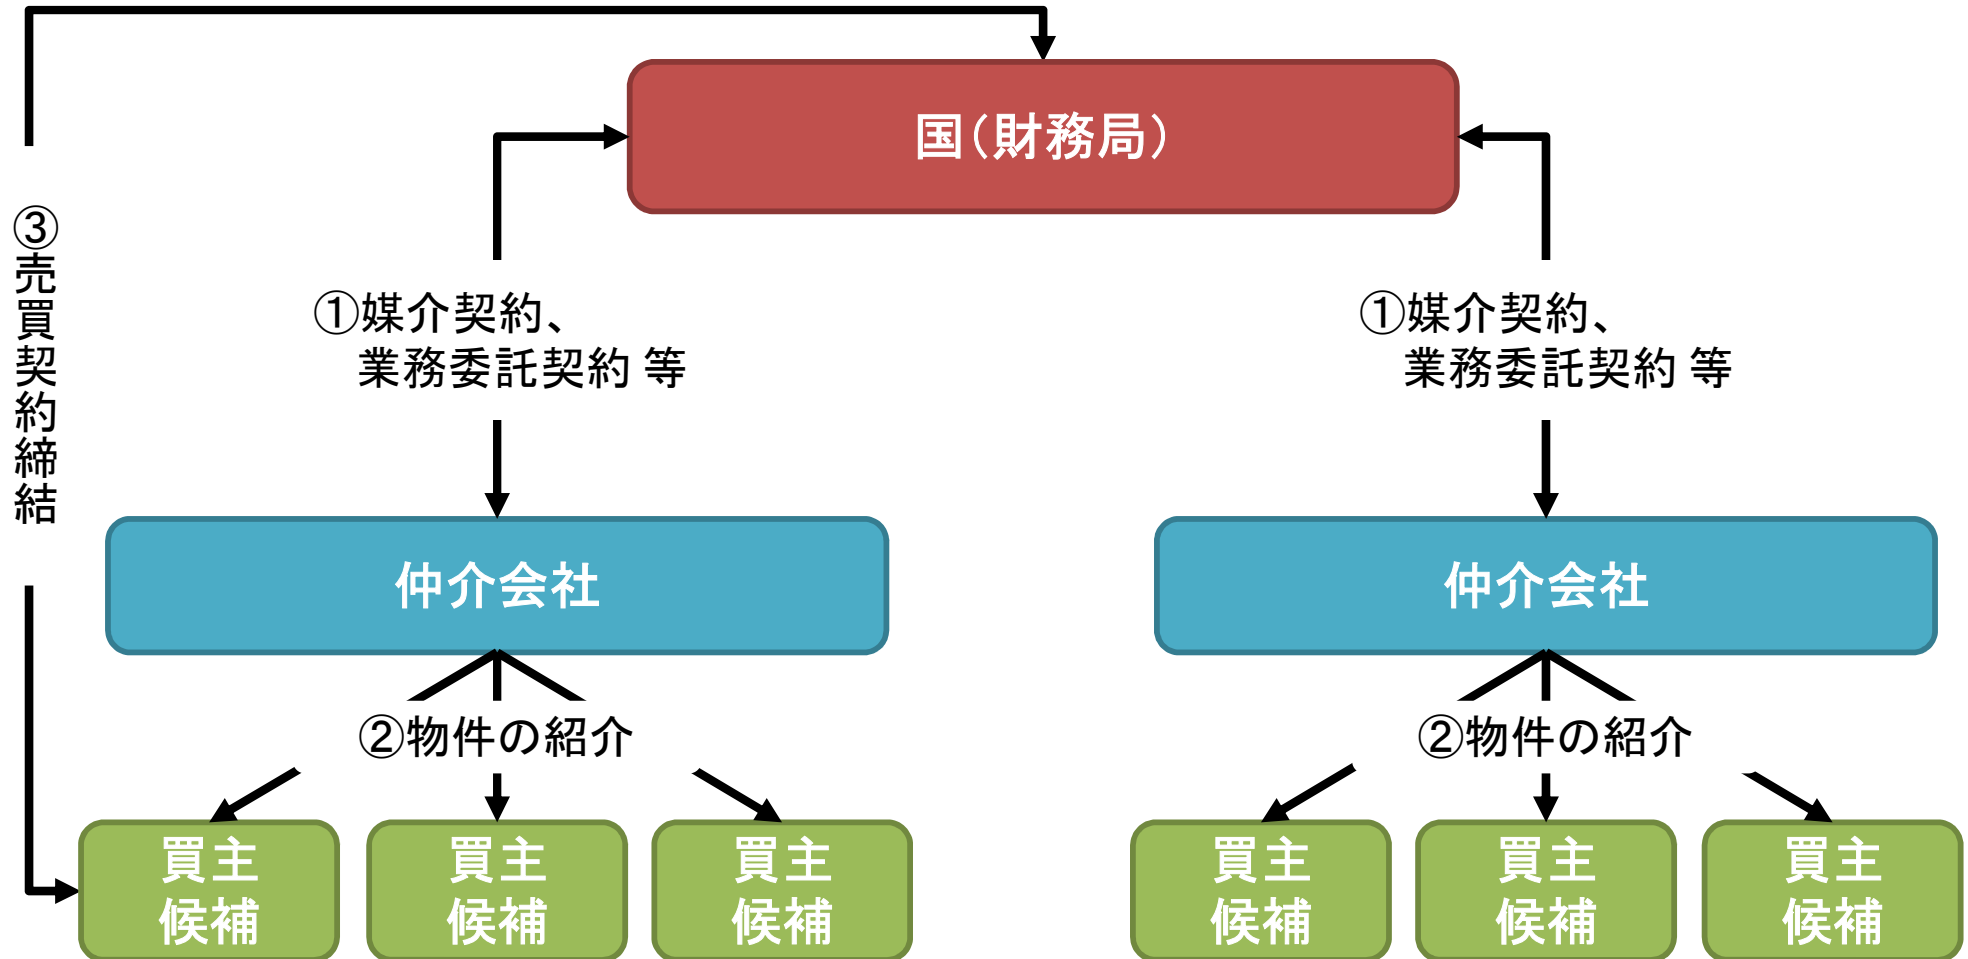 国(財務局)
③売買契約締結
①媒介契約、
業務委託契約 等
①媒介契約、
業務委託契約 等
仲介会社
仲介会社
②物件の紹介
②物件の紹介
買主
候補
買主
候補
買主
候補
買主
候補
買主
候補
買主
候補